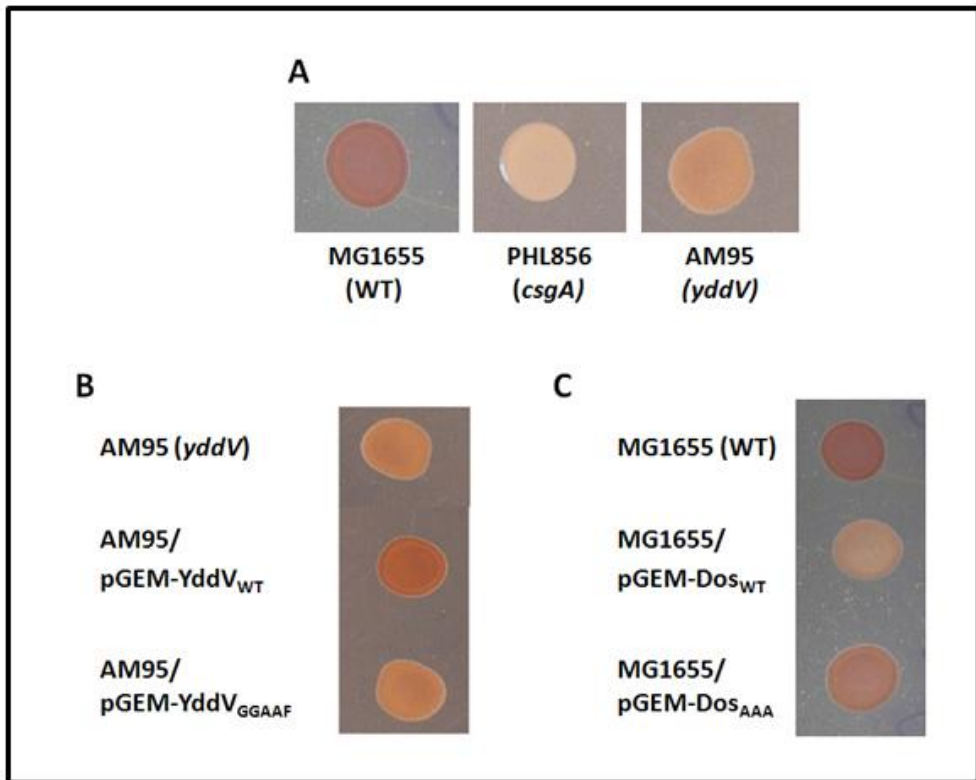 A
MG1655
(WT)
PHL856
(csgA)
AM95
(yddV)
B
AM95 (yddV)
AM95/
pGEM-YddVWT
AM95/
pGEM-YddVGGAAF
C
MG1655 (WT)
MG1655/
pGEM-DosWT
MG1655/
pGEM-DosAAA